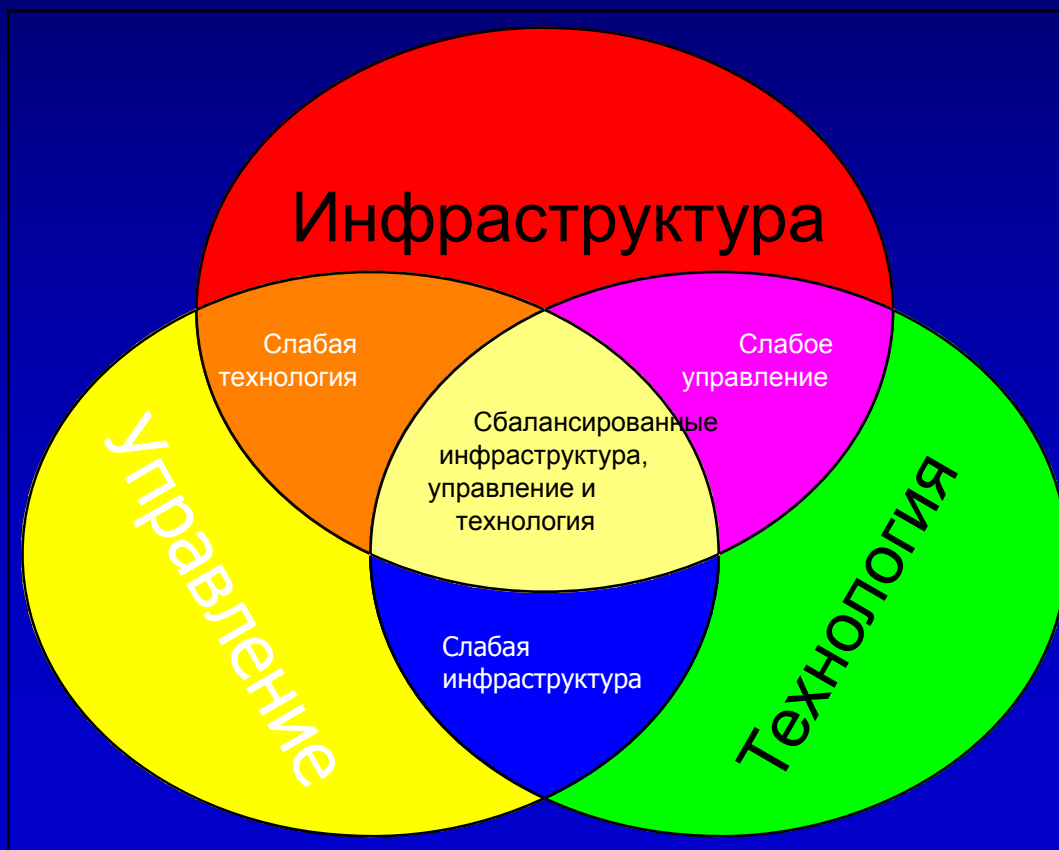 Инфраструктура
Слабая
технология
Слабое
управление
Сбалансированные
инфраструктура,
управление и
технология
Управление
Технология
Слабая
инфраструктура